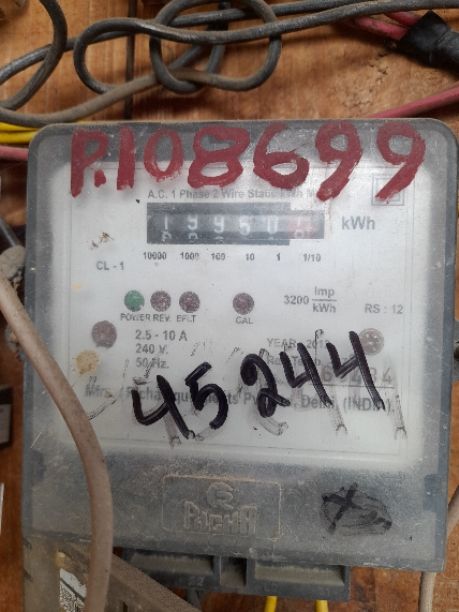 P.108699
A.C. 1 Phase 2 Wire Static kWh Meter
19960
kWh
CL - 1
10000 1000 100 10 1 1/10
3200 Imp/kWh
RS : 12
POWER REV. EFLT CAL
2.5 - 10 A
240 V.
50 Hz.
YEAR
45244
Delhi (INDIA)